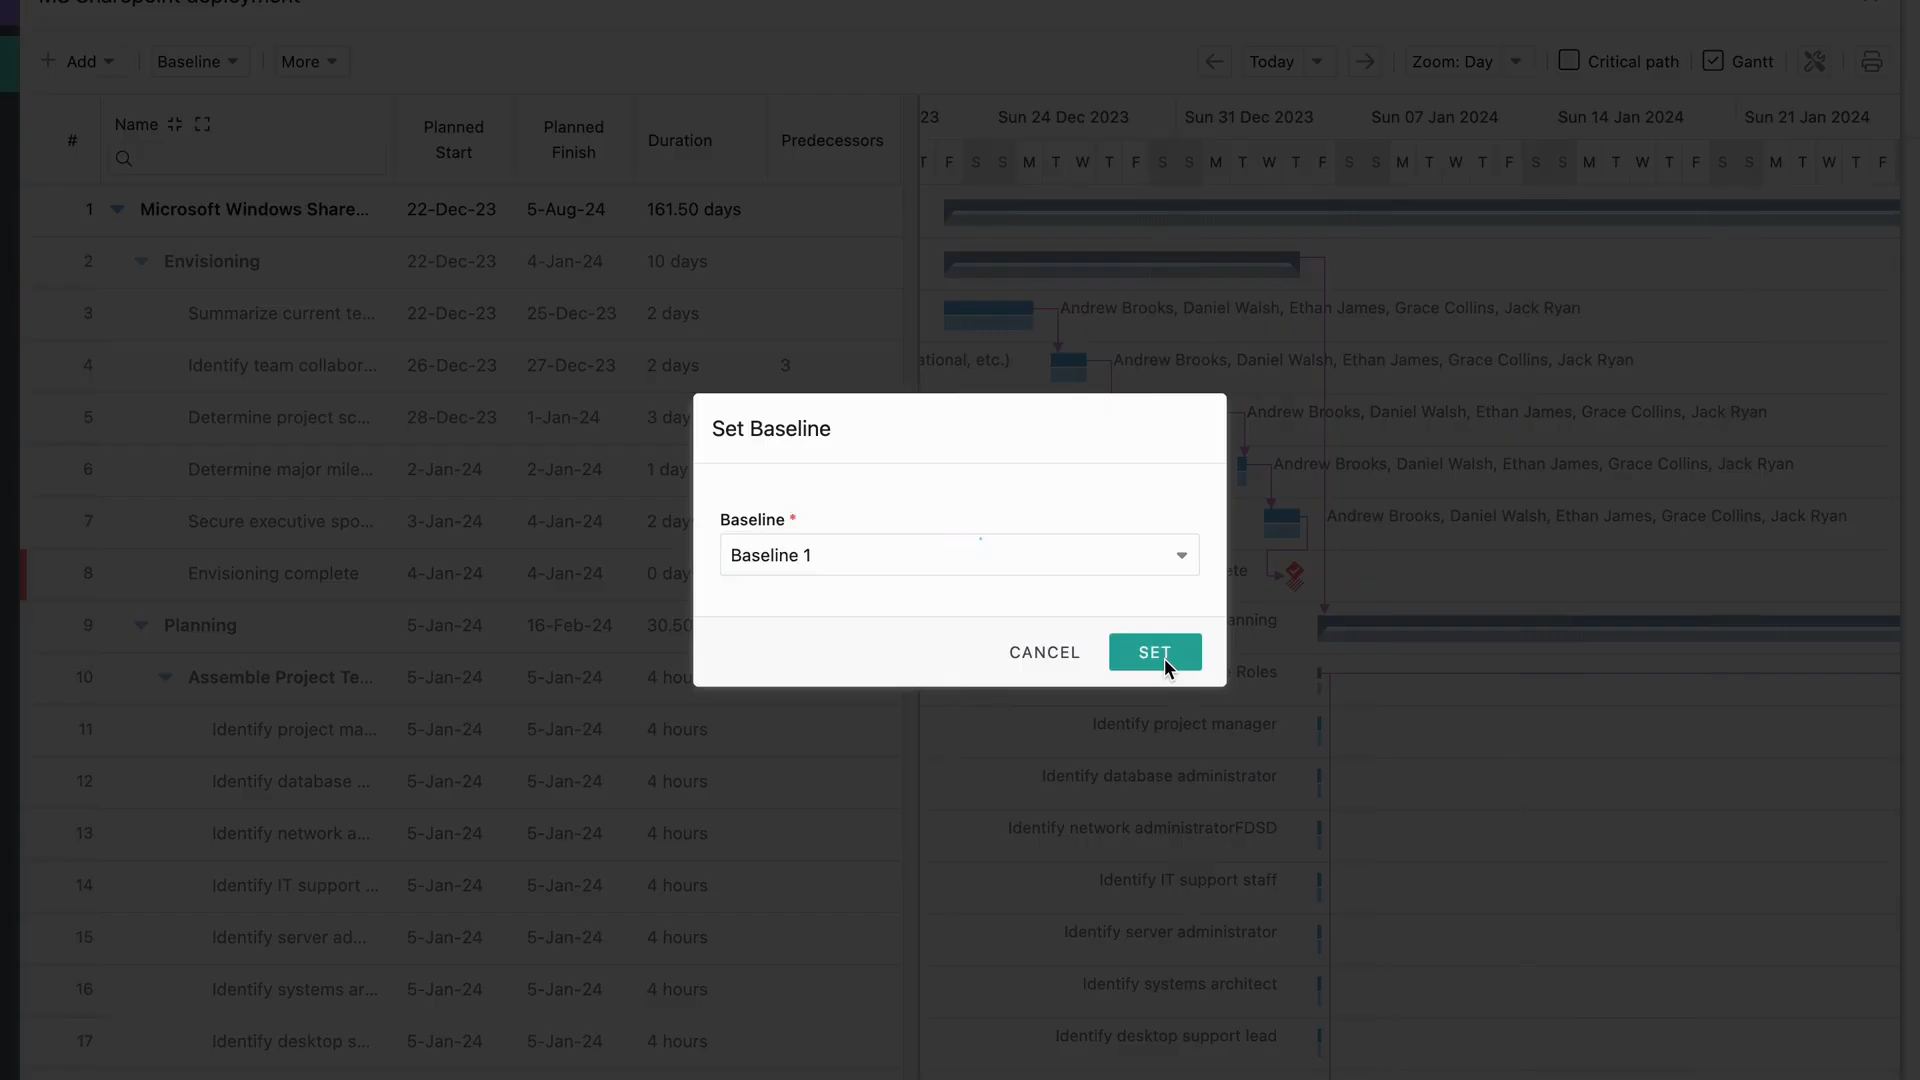 MS Sharepoint deployment
Add
Baseline
More
Today
Zoom: Day
Critical path
Gantt
# Name Planned Start Planned Finish Duration Predecessors
23 Sun 24 Dec 2023 Sun 31 Dec 2023 Sun 07 Jan 2024 Sun 14 Jan 2024 Sun 21 Jan 2024
T F S S M T W T F S S M T W T F S S M T W T F S S M T W T F S S M T W T F
1 Microsoft Windows Share... 22-Dec-23 5-Aug-24 161.50 days
2 Envisioning 22-Dec-23 4-Jan-24 10 days
3 Summarize current te... 22-Dec-23 25-Dec-23 2 days Andrew Brooks, Daniel Walsh, Ethan James, Grace Collins, Jack Ryan
4 Identify team collabor... 26-Dec-23 27-Dec-23 2 days 3 ational, etc.) Andrew Brooks, Daniel Walsh, Ethan James, Grace Collins, Jack Ryan
5 Determine project sc... 28-Dec-23 1-Jan-24 3 day Andrew Brooks, Daniel Walsh, Ethan James, Grace Collins, Jack Ryan
6 Determine major mile... 2-Jan-24 2-Jan-24 1 day Andrew Brooks, Daniel Walsh, Ethan James, Grace Collins, Jack Ryan
7 Secure executive spo... 3-Jan-24 4-Jan-24 2 day Andrew Brooks, Daniel Walsh, Ethan James, Grace Collins, Jack Ryan
8 Envisioning complete 4-Jan-24 4-Jan-24 0 day ete
9 Planning 5-Jan-24 16-Feb-24 30.50 anning
10 Assemble Project Te... 5-Jan-24 5-Jan-24 4 hou Roles
11 Identify project ma... 5-Jan-24 5-Jan-24 4 hours Identify project manager
12 Identify database ... 5-Jan-24 5-Jan-24 4 hours Identify database administrator
13 Identify network a... 5-Jan-24 5-Jan-24 4 hours Identify network administratorFDSD
14 Identify IT support ... 5-Jan-24 5-Jan-24 4 hours Identify IT support staff
15 Identify server ad... 5-Jan-24 5-Jan-24 4 hours Identify server administrator
16 Identify systems ar... 5-Jan-24 5-Jan-24 4 hours Identify systems architect
17 Identify desktop s... 5-Jan-24 5-Jan-24 4 hours Identify desktop support lead
Set Baseline
Baseline *
Baseline 1
CANCEL
SET